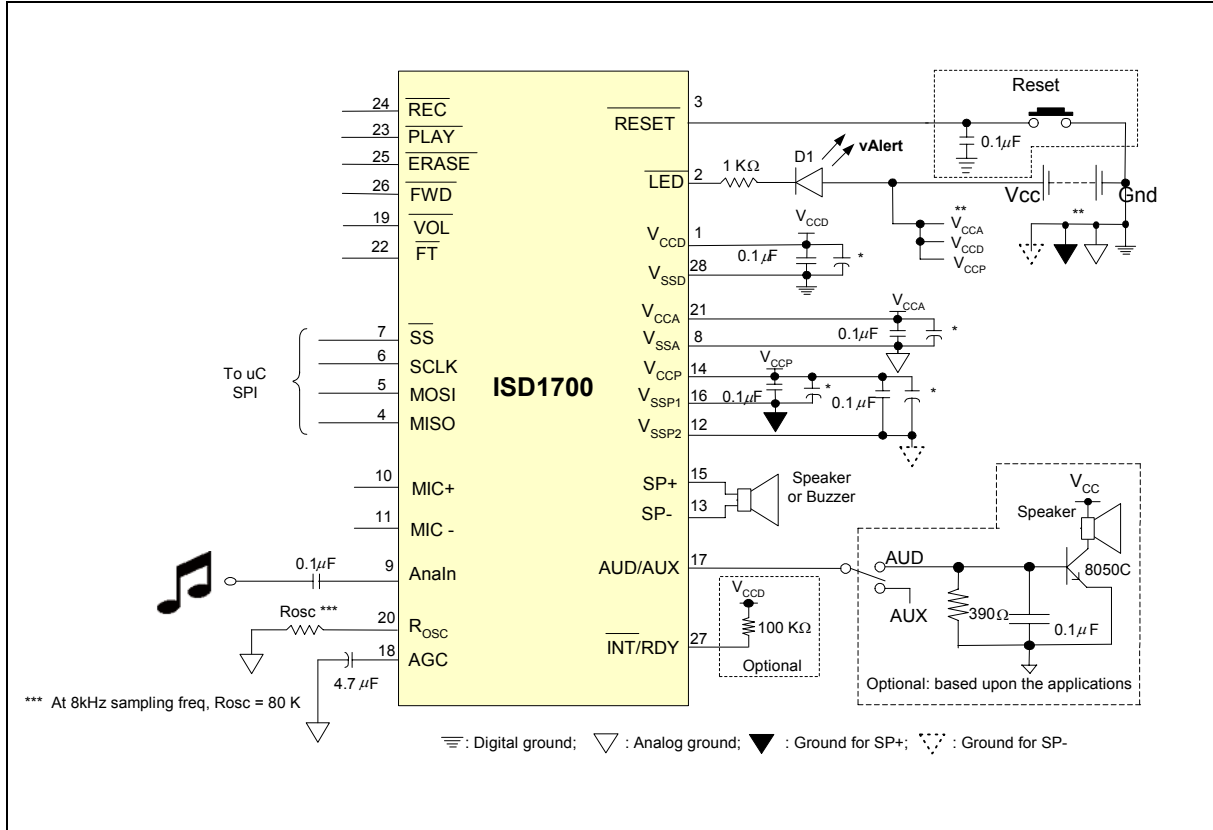 24 REC
23 PLAY
25 ERASE
26 FWD
19 VOL
22 FT
To uC
SPI
7 SS
6 SCLK
5 MOSI
4 MISO
10 MIC+
11 MIC -
0.1µF 9 AnaIn
Rosc *** 20 ROSC
18 AGC
4.7 µF
*** At 8kHz sampling freq, Rosc = 80 K
ISD1700
RESET 3
Reset
0.1µF
LED 2 1 KΩ D1 vAlert
Vcc Gnd
**
VCCA
VCCD
VCCP
**
VCCD 1 VCCD
0.1µF *
VSSD 28
VCCA 21 VCCA
VSSA 8 0.1µF *
VCCP 14 VCCP
VSSP1 16 0.1µF * 0.1µF *
VSSP2 12
SP+ 15
SP- 13
Speaker
or Buzzer
AUD/AUX 17
AUD
AUX
VCC
Speaker
8050C
390Ω
0.1µF
Optional: based upon the applications
INT/RDY 27
VCCD
100 KΩ
Optional
: Digital ground; : Analog ground; : Ground for SP+; : Ground for SP-